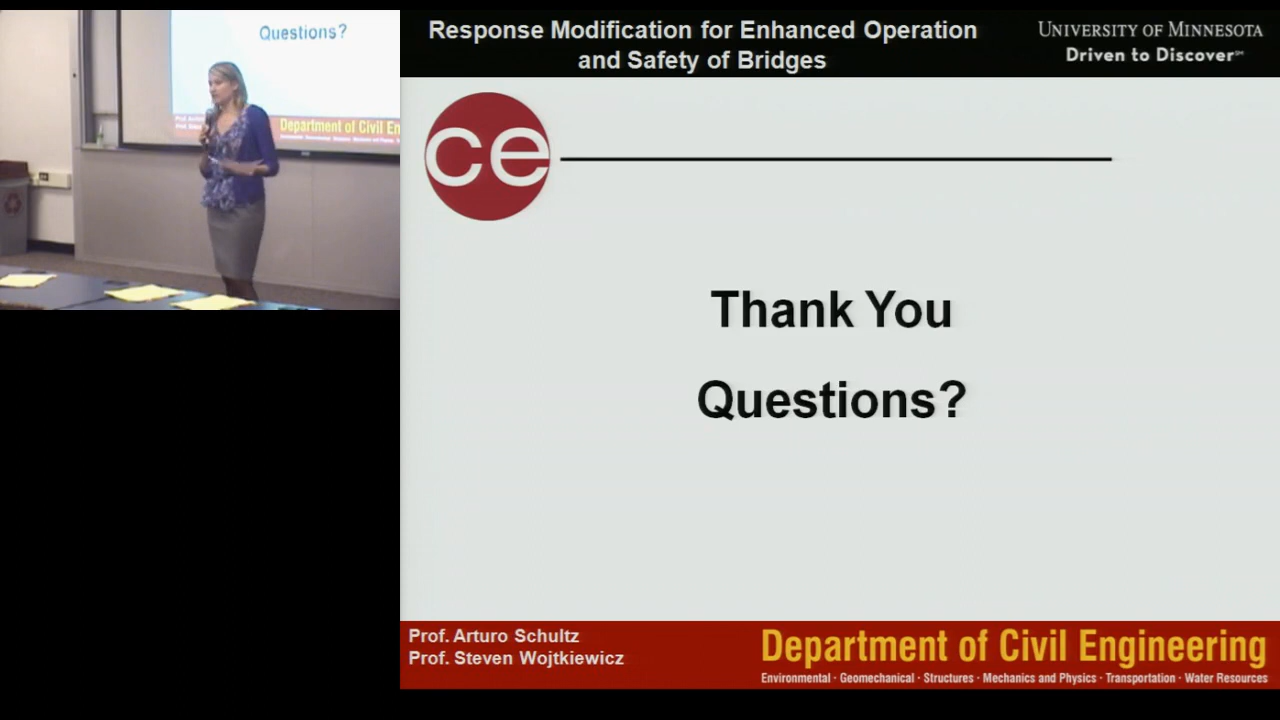 Questions?
Department of Civil En
Response Modification for Enhanced Operation
and Safety of Bridges
UNIVERSITY OF MINNESOTA
Driven to Discover℠
ce
Thank You
Questions?
Prof. Arturo Schultz
Prof. Steven Wojtkiewicz
Department of Civil Engineering
Environmental · Geomechanical · Structures · Mechanics and Physics · Transportation · Water Resources